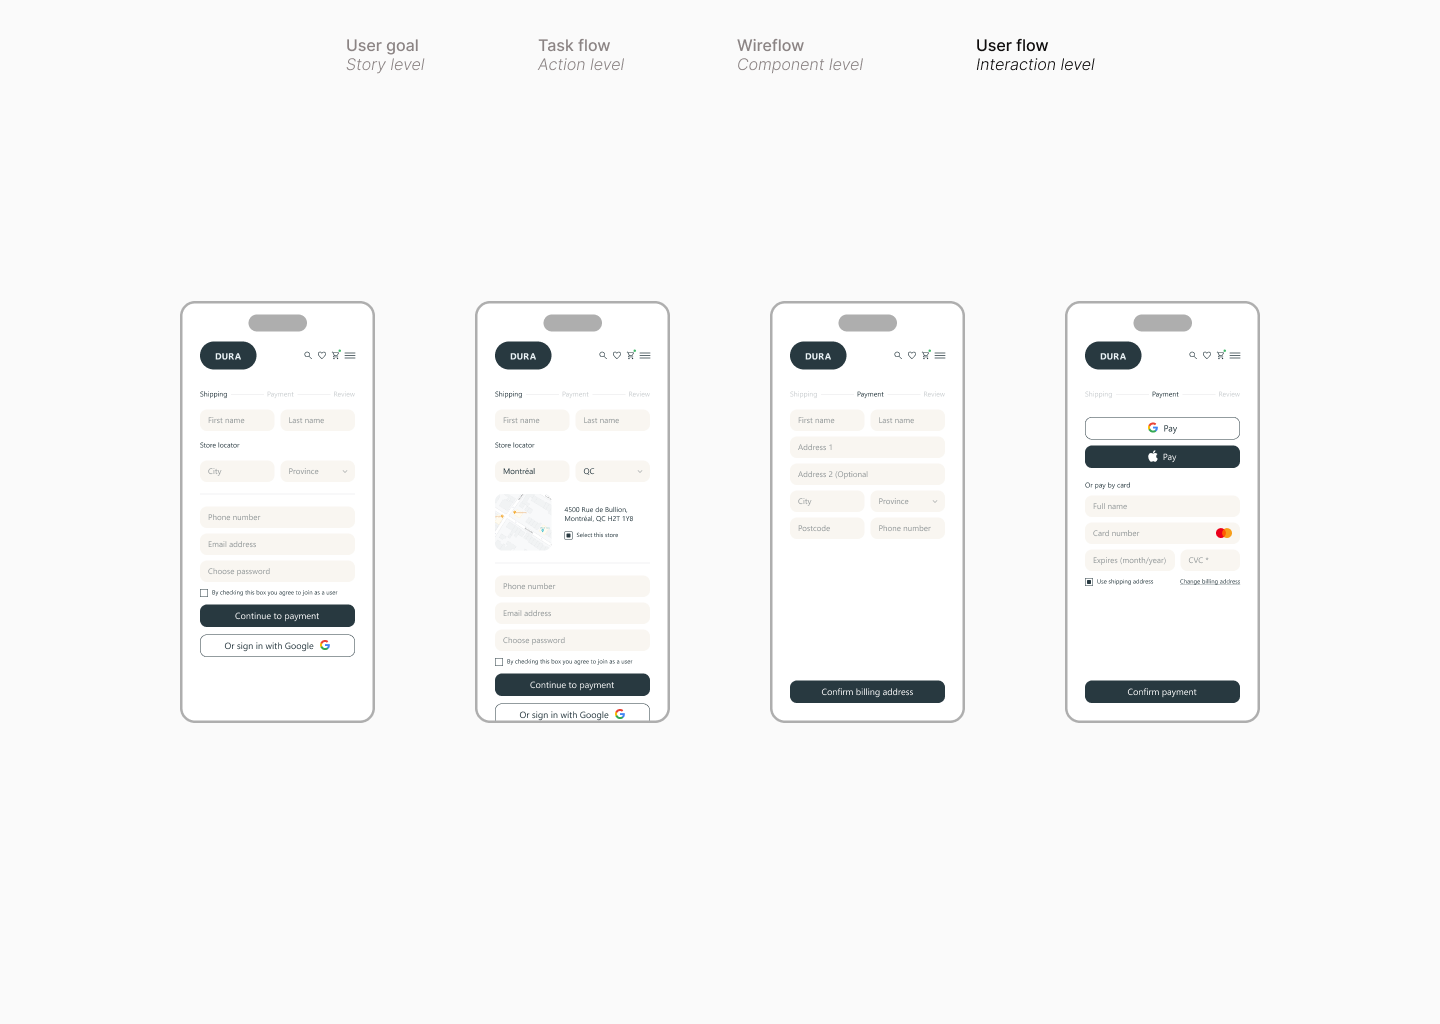 User goal
Story level
Task flow
Action level
Wireflow
Component level
User flow
Interaction level
DURA
Shipping Payment Review
First name Last name
Store locator
City Province
Phone number
Email address
Choose password
By checking this box you agree to join as a user
Continue to payment
Or sign in with Google
DURA
Shipping Payment Review
First name Last name
Store locator
Montréal QC
4500 Rue de Bullion,
Montréal, QC H2T 1YB
Select this store
Phone number
Email address
Choose password
By checking this box you agree to join as a user
Continue to payment
Or sign in with Google
DURA
Shipping Payment Review
First name Last name
Address 1
Address 2 (Optional
City Province
Postcode Phone number
Confirm billing address
DURA
Shipping Payment Review
G Pay
Pay
Or pay by card
Full name
Card number
Expires (month/year) CVC *
Use shipping address Change billing address
Confirm payment